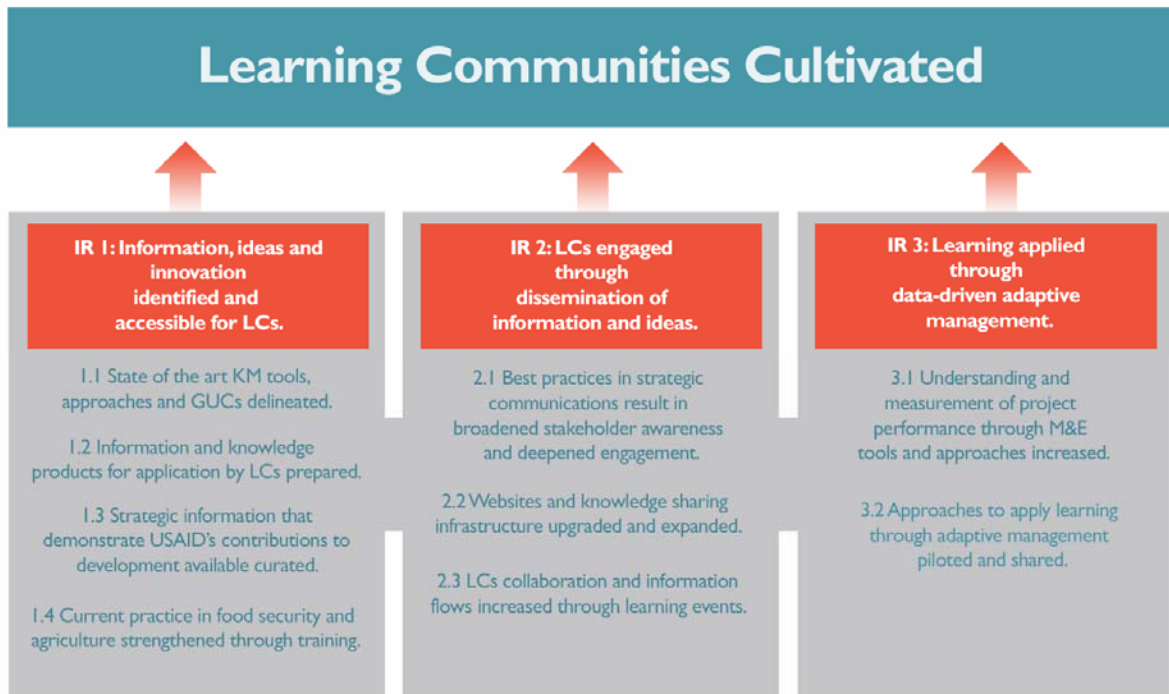 Learning Communities Cultivated
IR 1: Information, ideas and
innovation
identified and
accessible for LCs.
1.1 State of the art KM tools,
approaches and GUCs delineated.
1.2 Information and knowledge
products for application by LCs prepared.
1.3 Strategic information that
demonstrate USAID's contributions to
development available curated.
1.4 Current practice in food security and
agriculture strengthened through training.
IR 2: LCs engaged
through
dissemination of
information and ideas.
2.1 Best practices in strategic
communications result in
broadened stakeholder awareness
and deepened engagement.
2.2 Websites and knowledge sharing
infrastructure upgraded and expanded.
2.3 LCs collaboration and information
flows increased through learning events.
IR 3: Learning applied
through
data-driven adaptive
management.
3.1 Understanding and
measurement of project
performance through M&E
tools and approaches increased.
3.2 Approaches to apply learning
through adaptive management
piloted and shared.